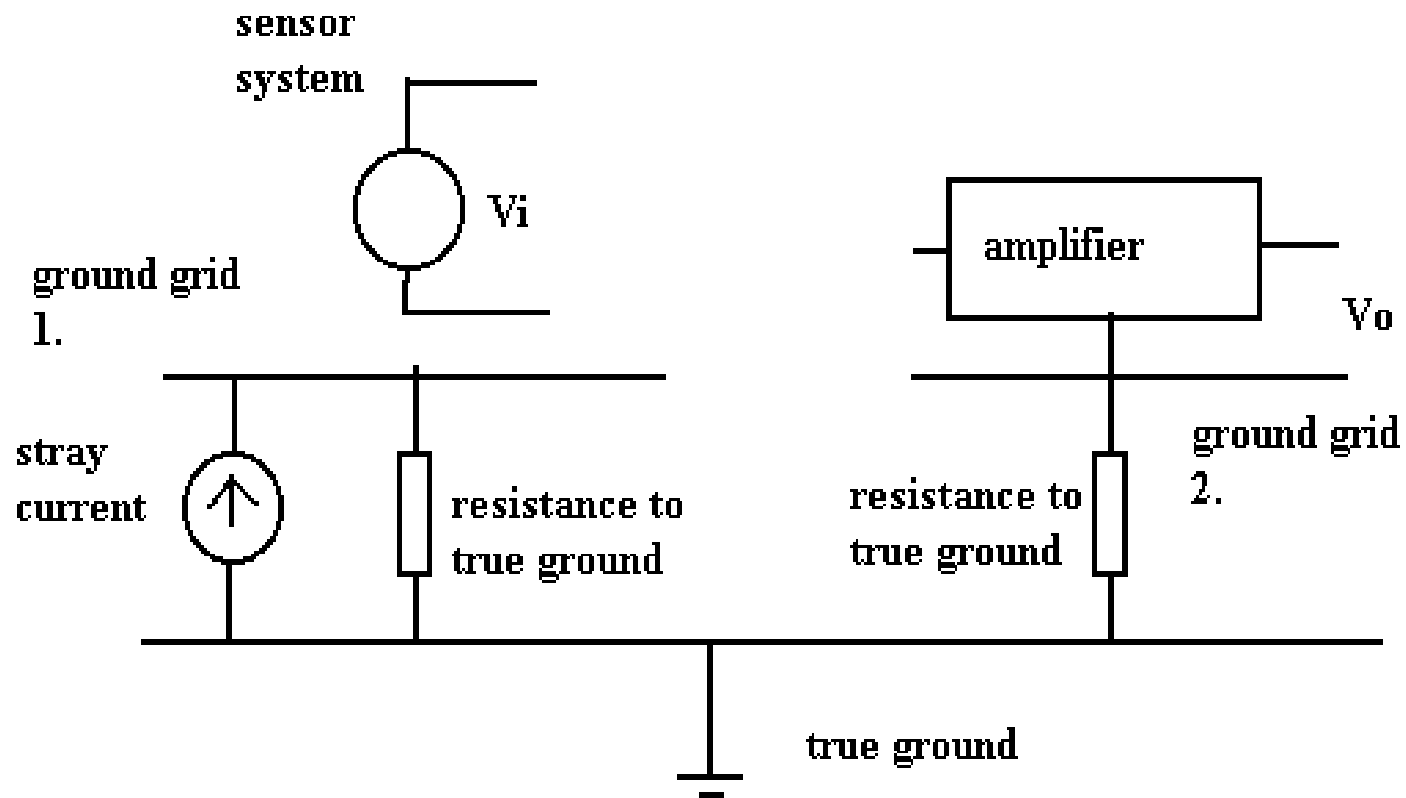 sensor
system
Vi
ground grid
1.
amplifier
Vo
stray
current
resistance to
true ground
resistance to
true ground
ground grid
2.
true ground